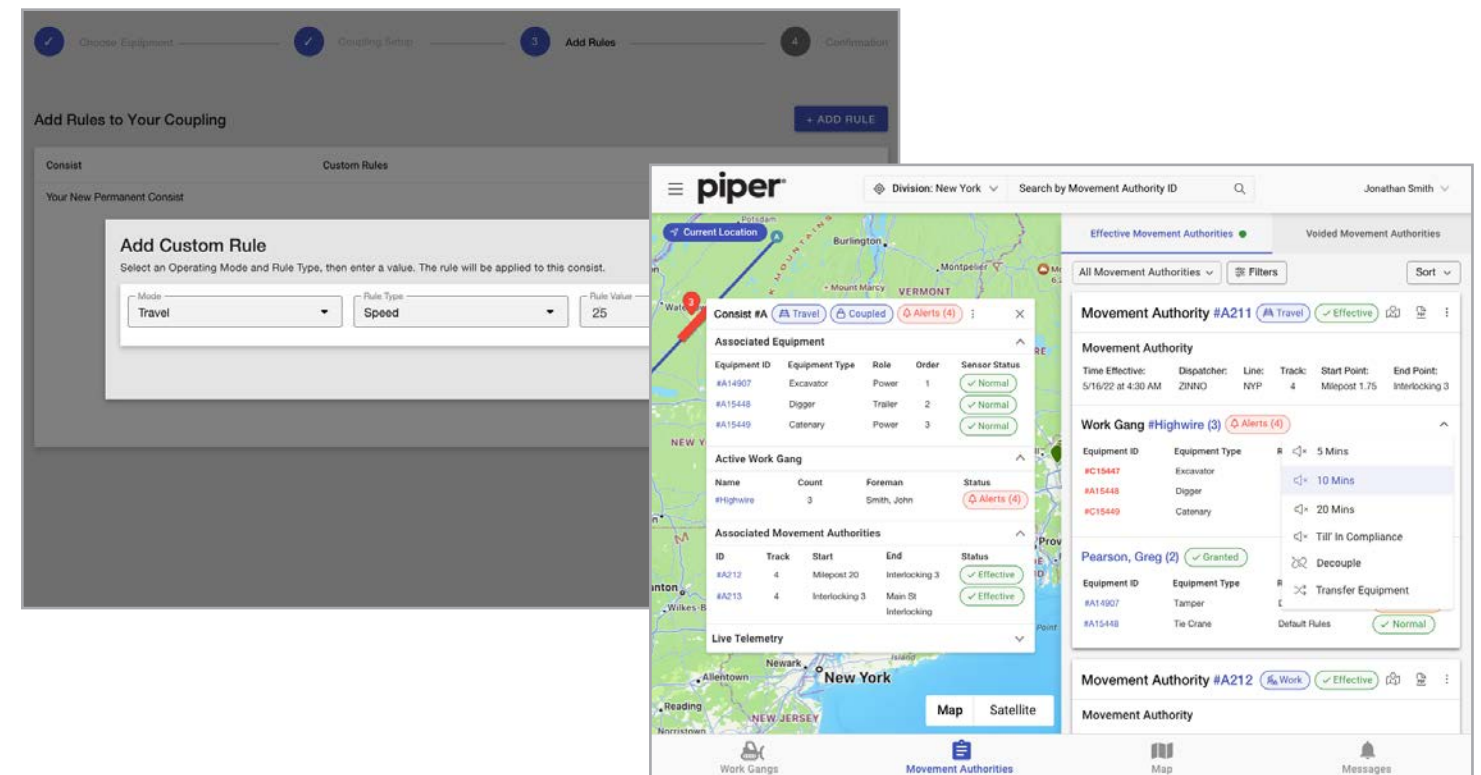 Choose Equipment
Coupling Setup
3
Add Rules
4
Confirmation
Add Rules to Your Coupling
+ ADD RULE
Consist
Custom Rules
Your New Permanent Consist
Add Custom Rule
Select an Operating Mode and Rule Type, then enter a value. The rule will be applied to this consist.
Mode
Travel
Rule Type
Speed
Rule Value
25
piper
Division: New York
Search by Movement Authority ID
Jonathan Smith
Current Location
Potsdam
A
Burlington
MOUNTAINS
Montpelier
Mount Marcy
VERMONT
3
Consist #A
Travel
Coupled
Alerts (4)
Associated Equipment
Equipment ID Equipment Type Role Order Sensor Status
#A14907 Excavator Power 1 Normal
#A15448 Digger Trailer 2 Normal
#A15449 Catenary Power 3 Normal
Active Work Gang
Name Count Foreman Status
#Highwire 3 Smith, John Alerts (4)
Associated Movement Authorities
ID Track Start End Status
#A212 4 Milepost 20 Interlocking 3 Effective
#A213 4 Interlocking 3 Main St Effective
Interlocking
Live Telemetry
NEW Y
Prov
anton
Wilkes-B
Point
Newark
Island
Allentown
New York
Reading
NEW JERSEY
Norristown
Map Satellite
Effective Movement Authorities
Voided Movement Authorities
All Movement Authorities
Filters
Sort
Movement Authority #A211
Travel
Effective
Movement Authority
Time Effective: Dispatcher: Line: Track: Start Point: End Point:
5/16/22 at 4:30 AM ZINNO NYP 4 Milepost 1.75 Interlocking 3
Work Gang #Highwire (3)
Alerts (4)
Equipment ID Equipment Type R
#C15447 Excavator
#A15448 Digger
#C15449 Catenary
5 Mins
10 Mins
20 Mins
Till' In Compliance
Decouple
Transfer Equipment
Pearson, Greg (2)
Granted
Equipment ID Equipment Type R
#A14907 Tamper D
#A15448 Tie Crane Default Rules Normal
Movement Authority #A212
Work
Effective
Movement Authority
Work Gangs
Movement Authorities
Map
Messages